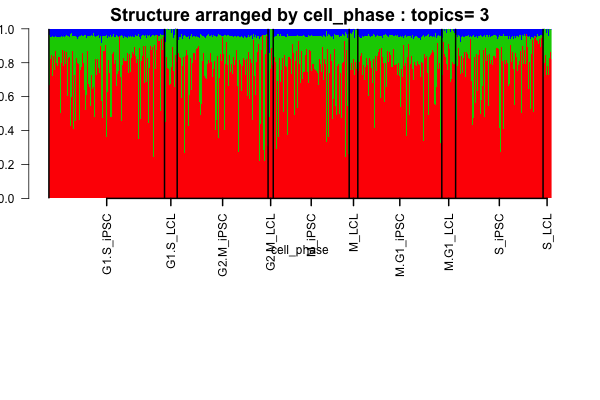 Structure arranged by cell_phase : topics= 3
1.0
0.8
0.6
0.4
0.2
0.0
G1.S_iPSC
G1.S_LCL
G2.M_iPSC
G2.M_LCL
M_iPSC
M_LCL
M.G1_iPSC
M.G1_LCL
S_iPSC
S_LCL
cell_phase